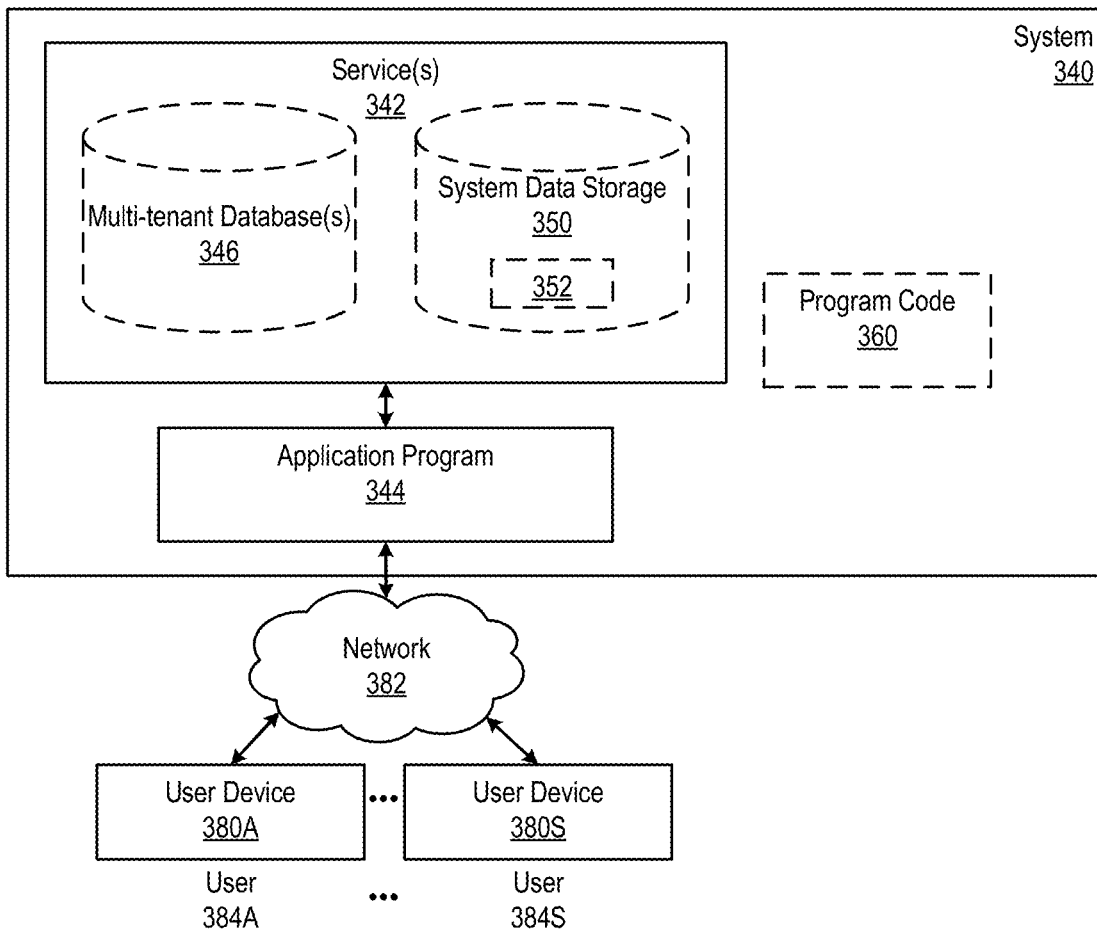 System
340
Service(s)
342
Multi-tenant Database(s)
346
System Data Storage
350
352
Program Code
360
Application Program
344
Network
382
User Device
380A
•••
User Device
380S
User
384A
•••
User
384S